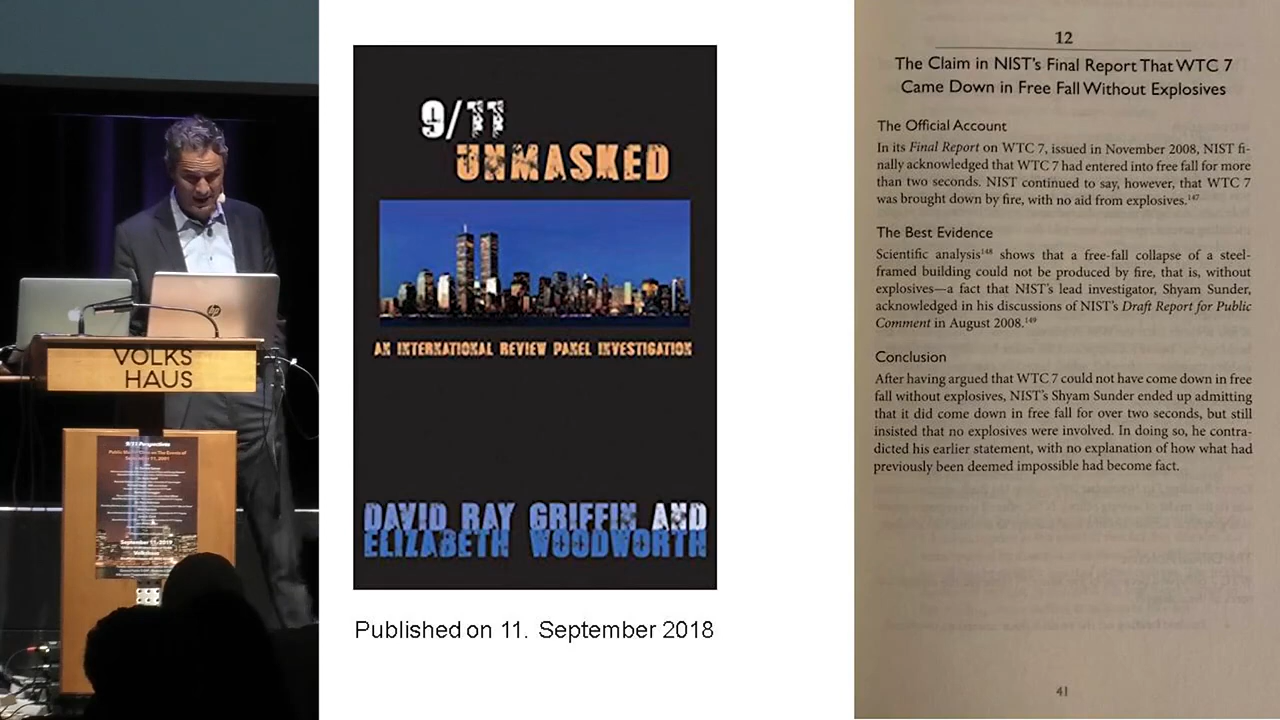 VOLKS
HAUS
9/11 Perspectives
September 11, 2019
9/11
UNMASKED
AN INTERNATIONAL REVIEW PANEL INVESTIGATION
DAVID RAY GRIFFIN AND
ELIZABETH WOODWORTH
Published on 11. September 2018
12
The Claim in NIST's Final Report That WTC 7
Came Down in Free Fall Without Explosives
The Official Account
In its Final Report on WTC 7, issued in November 2008, NIST fi-
nally acknowledged that WTC 7 had entered into free fall for more
than two seconds. NIST continued to say, however, that WTC 7
was brought down by fire, with no aid from explosives.147
The Best Evidence
Scientific analysis148 shows that a free-fall collapse of a steel-
framed building could not be produced by fire, that is, without
explosives—a fact that NIST's lead investigator, Shyam Sunder,
acknowledged in his discussions of NIST's Draft Report for Public
Comment in August 2008.149
Conclusion
After having argued that WTC 7 could not have come down in free
fall without explosives, NIST's Shyam Sunder ended up admitting
that it did come down in free fall for over two seconds, but still
insisted that no explosives were involved. In doing so, he contra-
dicted his earlier statement, with no explanation of how what had
previously been deemed impossible had become fact.
41